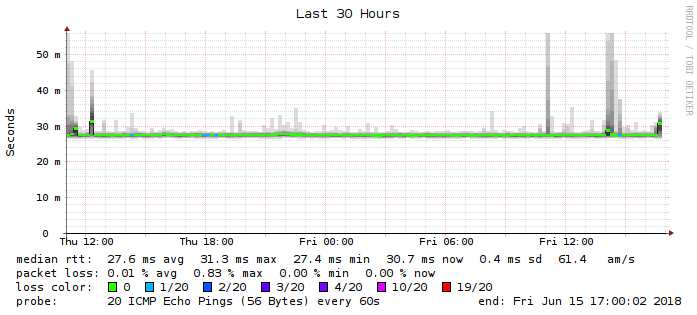 Last 30 Hours
RRDTOOL / TOBI OETIKER
Seconds
50 m
40 m
30 m
20 m
10 m
0
Thu 12:00 Thu 18:00 Fri 00:00 Fri 06:00 Fri 12:00
median rtt: 27.6 ms avg 31.3 ms max 27.4 ms min 30.7 ms now 0.4 ms sd 61.4 am/s
packet loss: 0.01 % avg 0.83 % max 0.00 % min 0.00 % now
loss color: 0 1/20 2/20 3/20 4/20 10/20 19/20
probe: 20 ICMP Echo Pings (56 Bytes) every 60s end: Fri Jun 15 17:00:02 2018